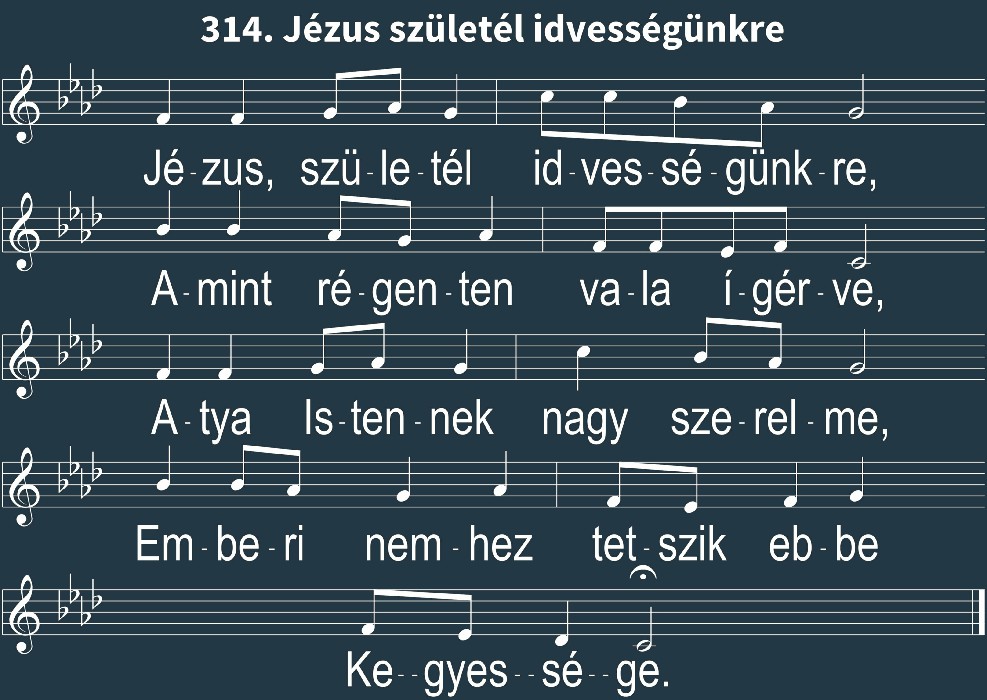 314. Jézus születél idvességünkre
Jé-zus, szü-le-tél id-ves-sé-günk-re,
A-mint ré-gen-ten va-la í-gér-ve,
A-tya Is-ten-nek nagy sze-rel-me,
Em-be-ri nem-hez tet-szik eb-be
Ke--gyes--sé--ge.